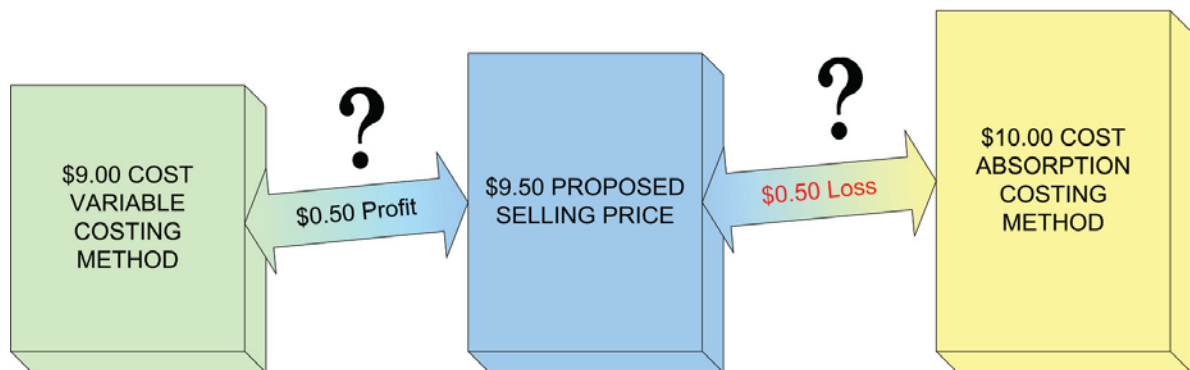 ?
?
$9.00 COST
VARIABLE
COSTING
METHOD
$0.50 Profit
$9.50 PROPOSED
SELLING PRICE
$0.50 Loss
$10.00 COST
ABSORPTION
COSTING
METHOD